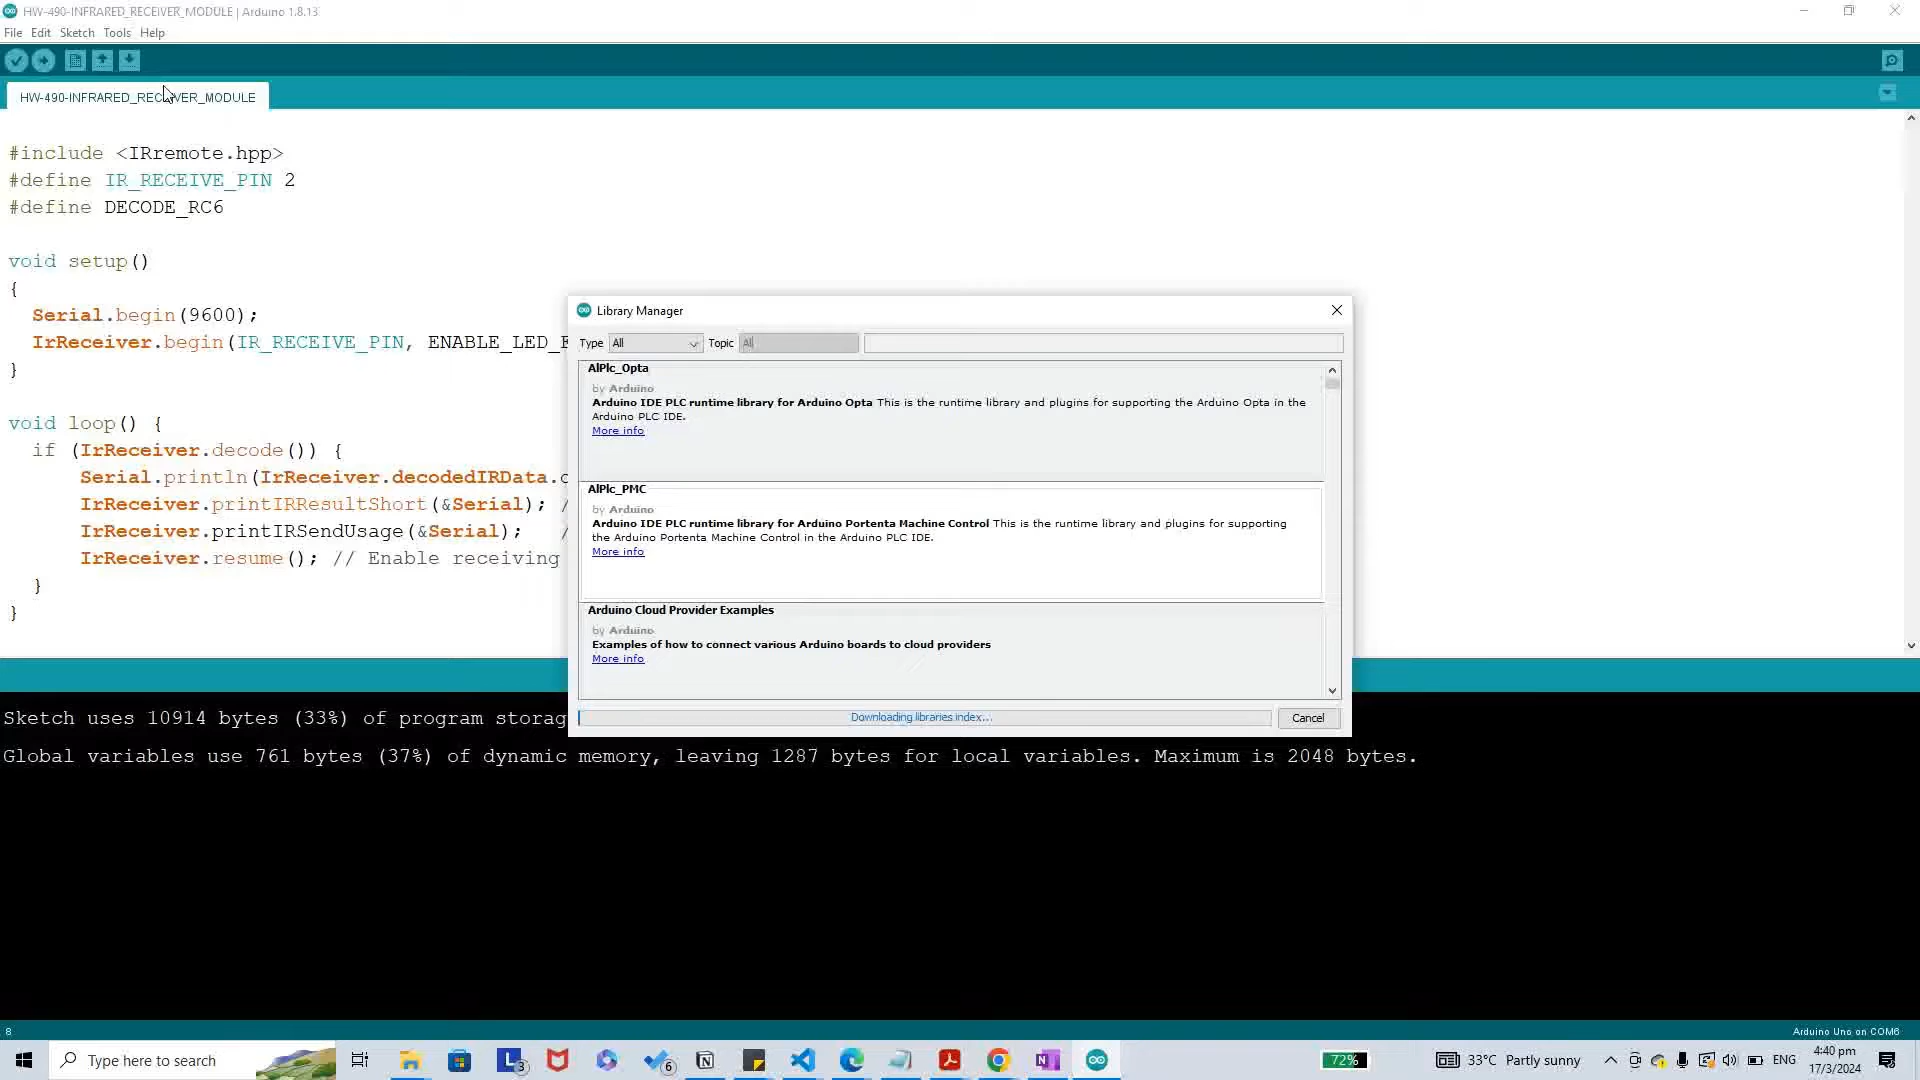 HW-490-INFRARED_RECEIVER_MODULE | Arduino 1.8.13
File Edit Sketch Tools Help
HW-490-INFRARED_RECEIVER_MODULE
#include <IRremote.hpp>
#define IR_RECEIVE_PIN 2
#define DECODE_RC6
void setup()
{
Serial.begin(9600);
IrReceiver.begin(IR_RECEIVE_PIN, ENABLE_LED_F
}
void loop() {
if (IrReceiver.decode()) {
Serial.println(IrReceiver.decodedIRData.
IrReceiver.printIRResultShort(&Serial); /
IrReceiver.printIRSendUsage(&Serial); /
IrReceiver.resume(); // Enable receiving
}
}
Library Manager
Type All Topic All
AlPlc_Opta
by Arduino
Arduino IDE PLC runtime library for Arduino Opta This is the runtime library and plugins for supporting the Arduino Opta in the
Arduino PLC IDE.
More info
AlPlc_PMC
by Arduino
Arduino IDE PLC runtime library for Arduino Portenta Machine Control This is the runtime library and plugins for supporting
the Arduino Portenta Machine Control in the Arduino PLC IDE.
More info
Arduino Cloud Provider Examples
by Arduino
Examples of how to connect various Arduino boards to cloud providers
More info
Downloading libraries index...
Cancel
Sketch uses 10914 bytes (33%) of program storag
Global variables use 761 bytes (37%) of dynamic memory, leaving 1287 bytes for local variables. Maximum is 2048 bytes.
8
Arduino Uno on COM6
Type here to search
3
6
72%
33°C Partly sunny
ENG
4:40 pm
17/3/2024